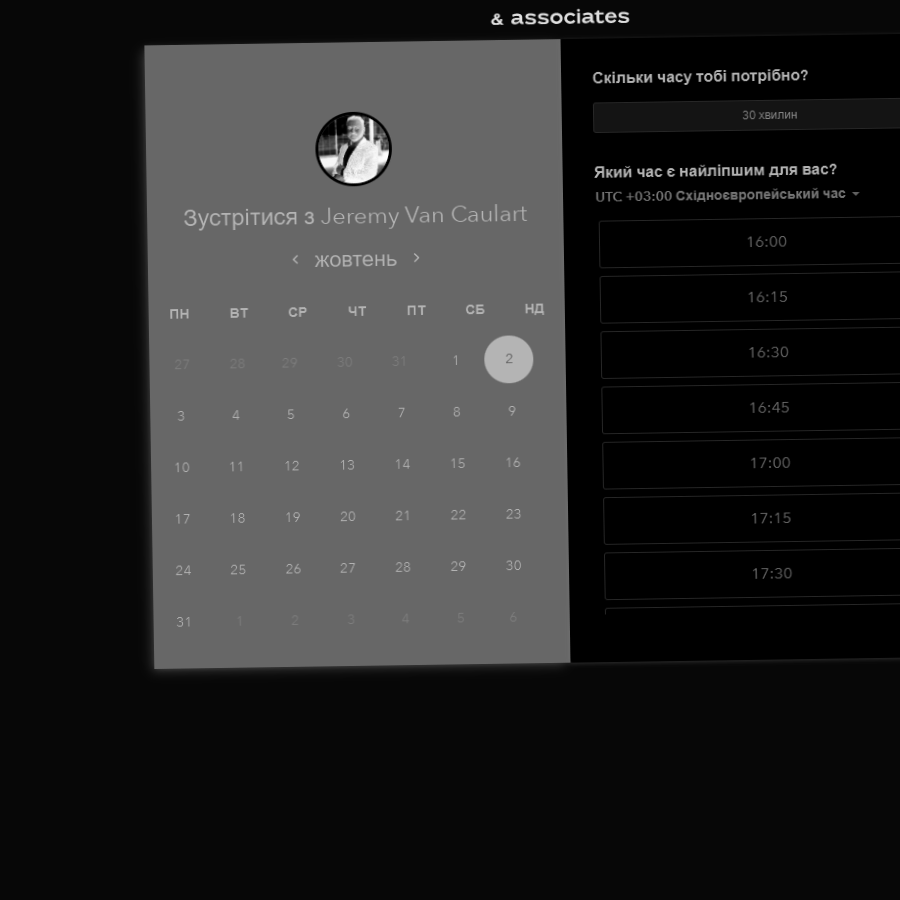 & associates
Зустрітися з Jeremy Van Caulart
жовтень
ПН ВТ СР ЧТ ПТ СБ НД
27 28 29 30 31 1 2
3 4 5 6 7 8 9
10 11 12 13 14 15 16
17 18 19 20 21 22 23
24 25 26 27 28 29 30
31 1 2 3 4 5 6
Скільки часу тобі потрібно?
30 хвилин
Який час є найліпшим для вас?
UTC +03:00 Східноєвропейський час
16:00
16:15
16:30
16:45
17:00
17:15
17:30